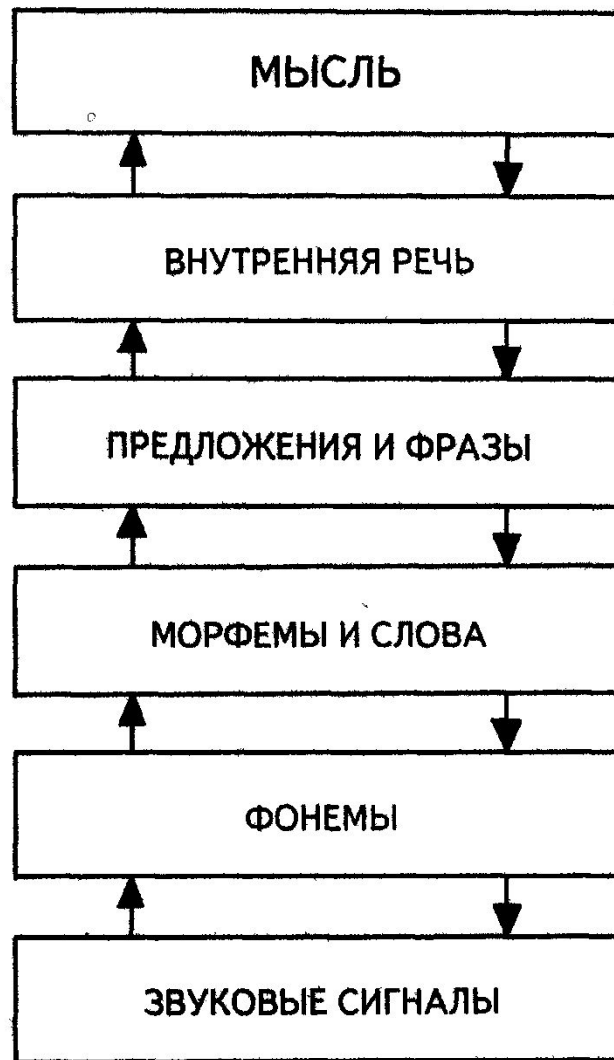 МЫСЛЬ
ВНУТРЕННЯЯ РЕЧЬ
ПРЕДЛОЖЕНИЯ И ФРАЗЫ
МОРФЕМЫ И СЛОВА
ФОНЕМЫ
ЗВУКОВЫЕ СИГНАЛЫ